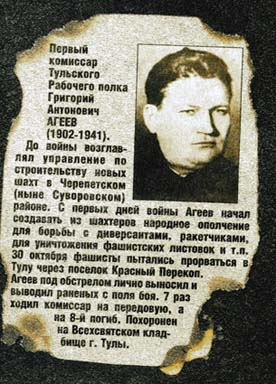 Первый
комиссар
Тульского
Рабочего полка
Григорий
Антонович
АГЕЕВ
(1902-1941).
До войны возглав-
лял управление по
строительству новых
шахт в Черепетском
(ныне Суворовском)
районе. С первых дней войны Агеев начал
создавать из шахтеров народное ополчение
для борьбы с диверсантами, ракетчиками,
для уничтожения фашистских листовок и т.п.
30 октября фашисты пытались прорваться в
Тулу через поселок Красный Перекоп.
Агеев под обстрелом лично выносил и
выводил раненых с поля боя. 7 раз
ходил комиссар на передовую, а
на 8-й погиб. Похоронен
на Всехсвятском клад-
бище г. Тулы.